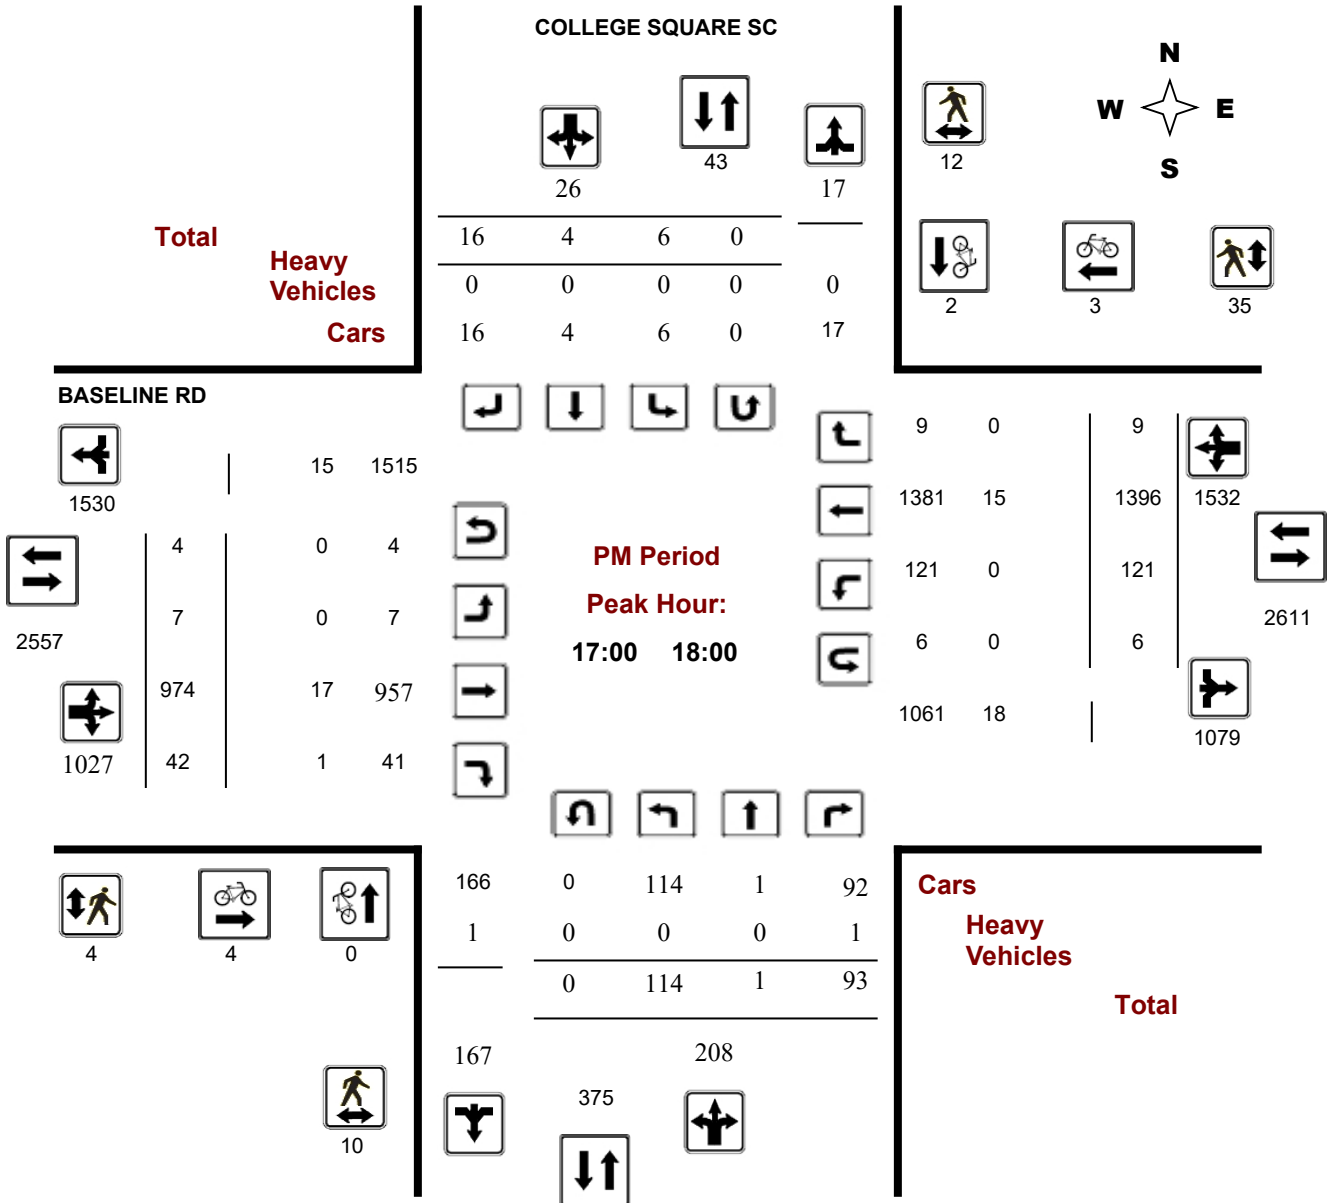 COLLEGE SQUARE SC
N
W E
S
43
12
26
17
Total
16 4 6 0
Heavy
Vehicles
0 0 0 0 0
2 3 35
Cars
16 4 6 0 17
BASELINE RD
9 0 9
15 1515
1530
1381 15 1396 1532
4 0 4
PM Period
121 0 121
7 0 7
Peak Hour:
2611
2557
17:00 18:00
6 0 6
974 17 957
1061 18
1079
1027 42 1 41
166 0 114 1 92
Cars
1 0 0 0 1
Heavy
Vehicles
4 4 0
0 114 1 93
Total
167 208
375
10